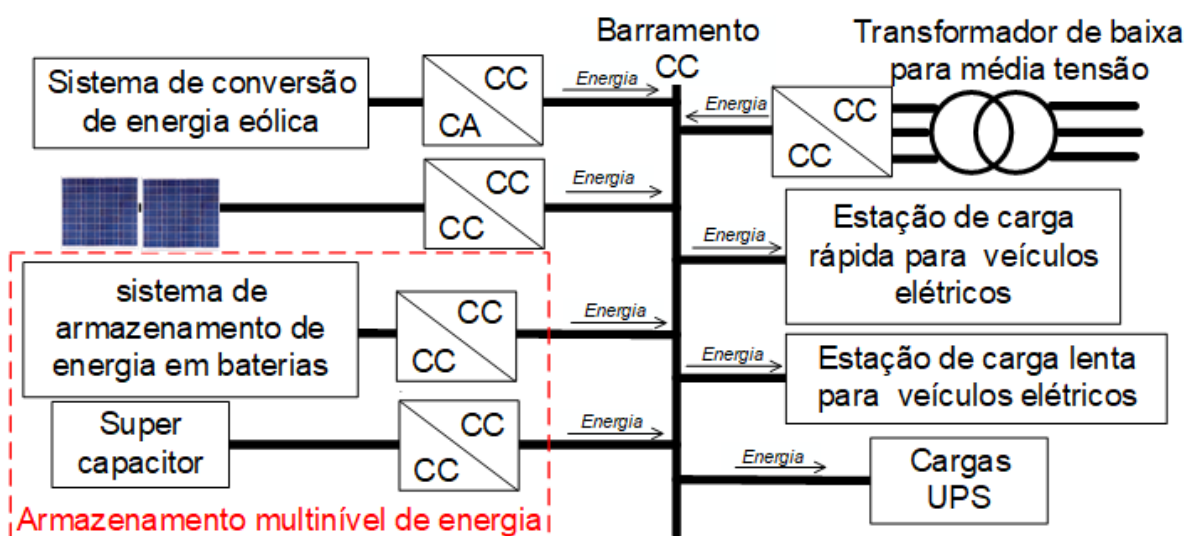 Sistema de conversão
de energia eólica
CC
CA
Energia
Barramento
CC
Energia
CC
CC
Transformador de baixa
para média tensão
CC
CC
Energia
Energia
Estação de carga
rápida para veículos
elétricos
sistema de
armazenamento de
energia em baterias
CC
CC
Energia
Energia
Estação de carga lenta
para veículos elétricos
Super
capacitor
CC
CC
Energia
Energia
Cargas
UPS
Armazenamento multinível de energia